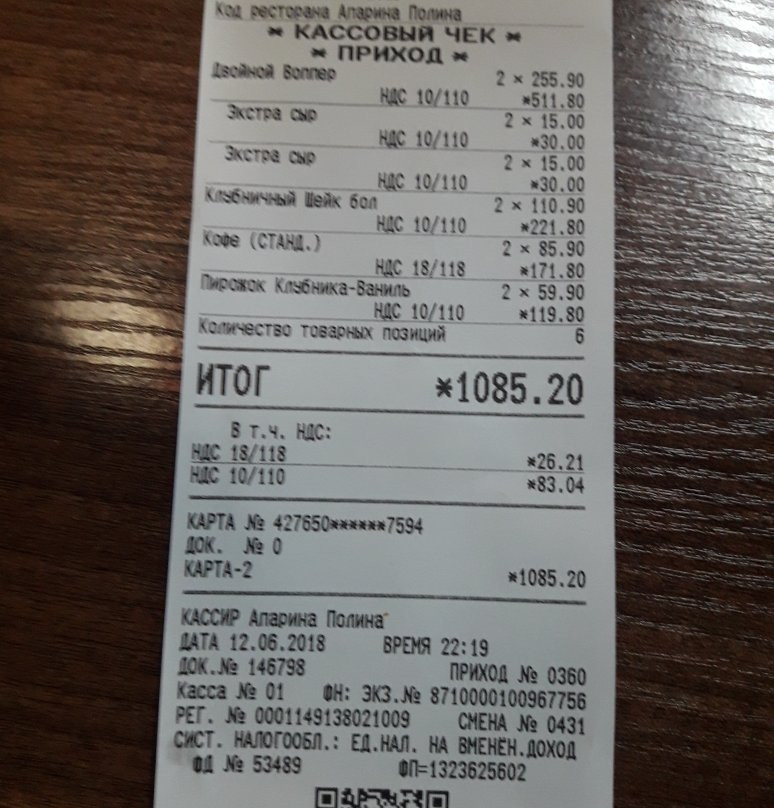 Код ресторана Апарина Полина
* КАССОВЫЙ ЧЕК *
* ПРИХОД *
Двойной Воппер 2 × 255.90
НДС 10/110 *511.80
Экстра сыр 2 × 15.00
НДС 10/110 *30.00
Экстра сыр 2 × 15.00
НДС 10/110 *30.00
Клубничный Шейк бол 2 × 110.90
НДС 10/110 *221.80
Кофе (СТАНД.) 2 × 85.90
НДС 18/118 *171.80
Пирожок Клубника-Ваниль 2 × 59.90
НДС 10/110 *119.80
Количество товарных позиций 6
ИТОГ *1085.20
В т.ч. НДС:
НДС 18/118 *26.21
НДС 10/110 *83.04
КАРТА № 427650******7594
ДОК. № 0
КАРТА-2 *1085.20
КАССИР Апарина Полина
ДАТА 12.06.2018 ВРЕМЯ 22:19
ДОК.№ 146798 ПРИХОД № 0360
Касса № 01 ФН: ЭКЗ.№ 8710000100967756
РЕГ. № 0001149138021009 СМЕНА № 0431
СИСТ. НАЛОГООБЛ.: ЕД.НАЛ. НА ВМЕНЕН.ДОХОД
ФД № 53489 ФП=1323625602